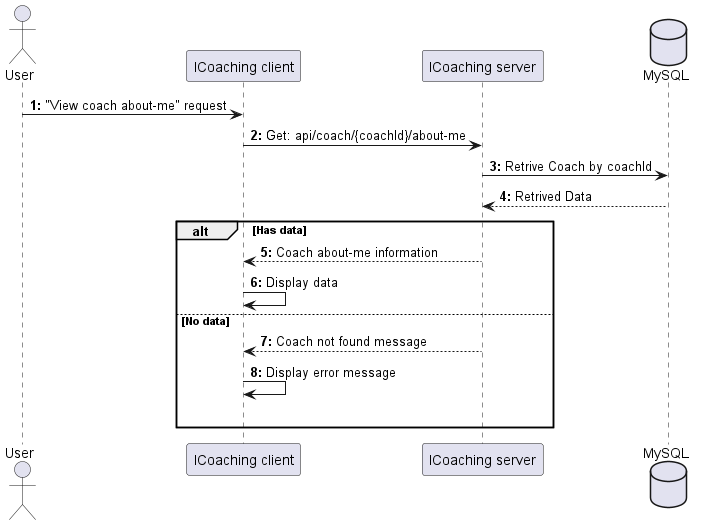 User
ICoaching client
ICoaching server
MySQL
1: "View coach about-me" request
2: Get: api/coach/{coachId}/about-me
3: Retrive Coach by coachId
4: Retrived Data
alt [Has data]
5: Coach about-me information
6: Display data
[No data]
7: Coach not found message
8: Display error message
User
ICoaching client
ICoaching server
MySQL